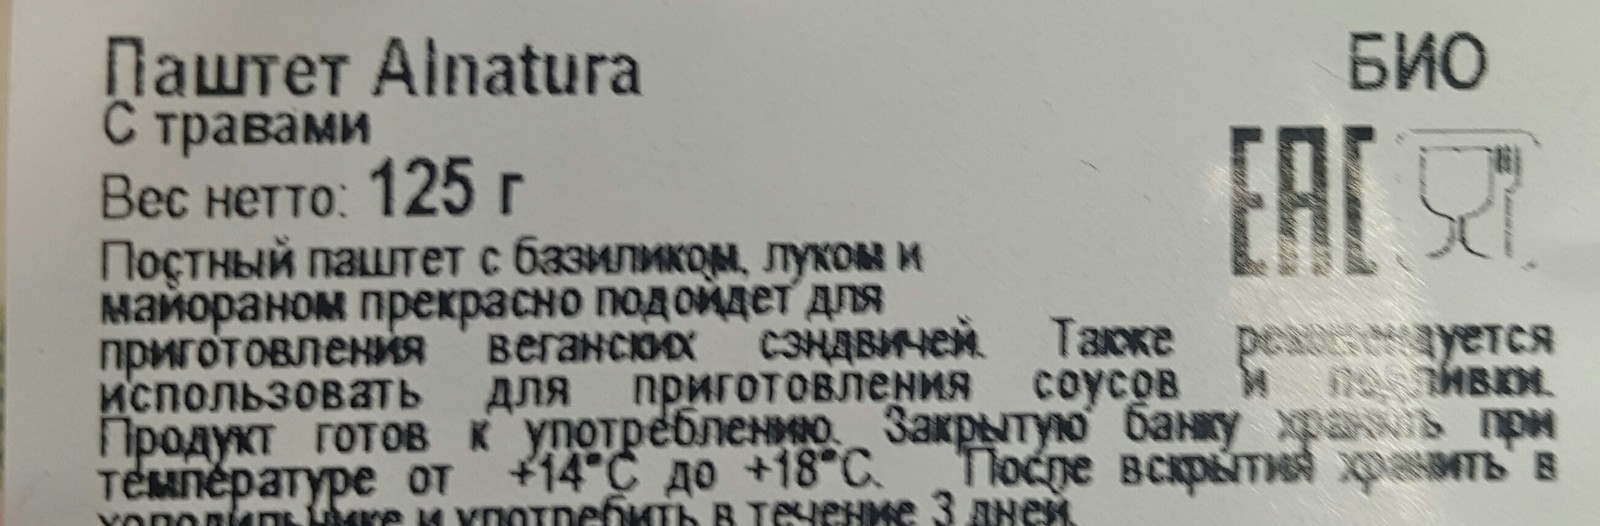 Паштет Alnatura
БИО
С травами
EAC
Вес нетто: 125 г
Постный паштет с базиликом, луком и
майораном прекрасно подойдет для
приготовления веганских сэндвичей. Также рекомендуется
использовать для приготовления соусов и подливки.
Продукт готов к употреблению. Закрытую банку хранить при
температуре от +14°C до +18°C. После вскрытия хранить в
холодильнике и употребить в течение 3 дней.